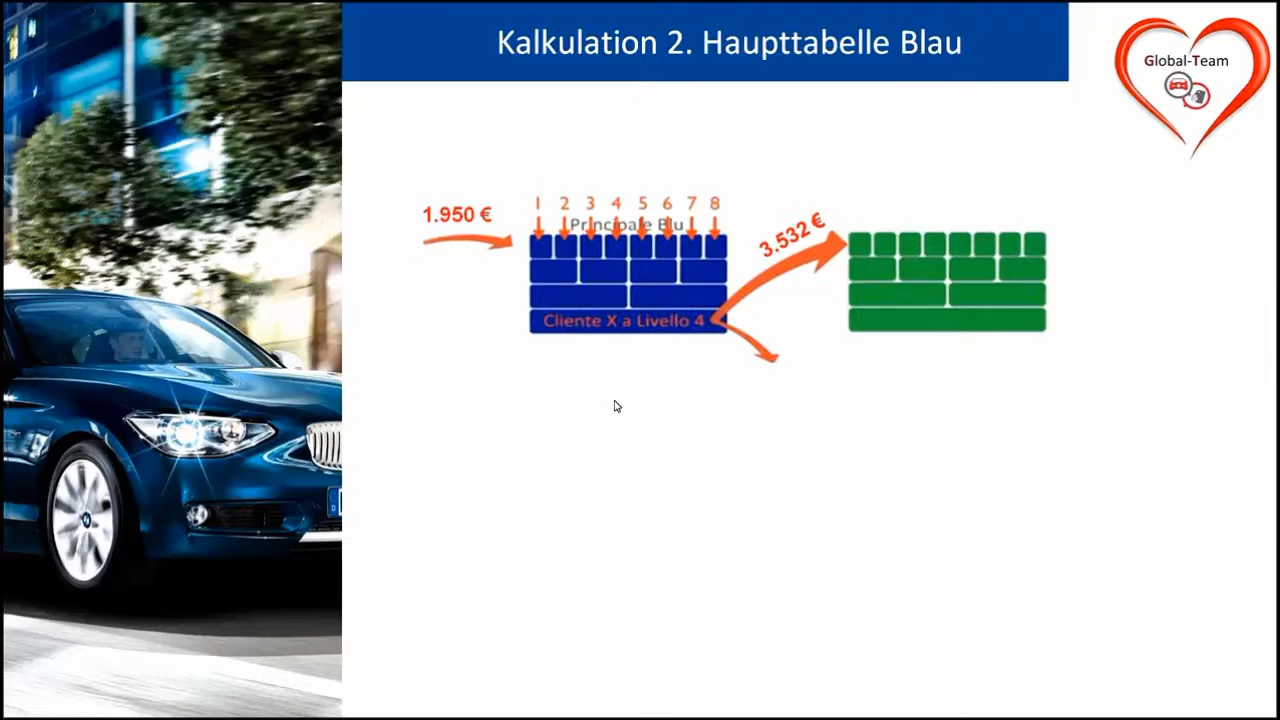 Kalkulation 2. Haupttabelle Blau
Global-Team
1 2 3 4 5 6 7 8
1.950 €
Principale Blu
3.532 €
Cliente X a Livello 4
D